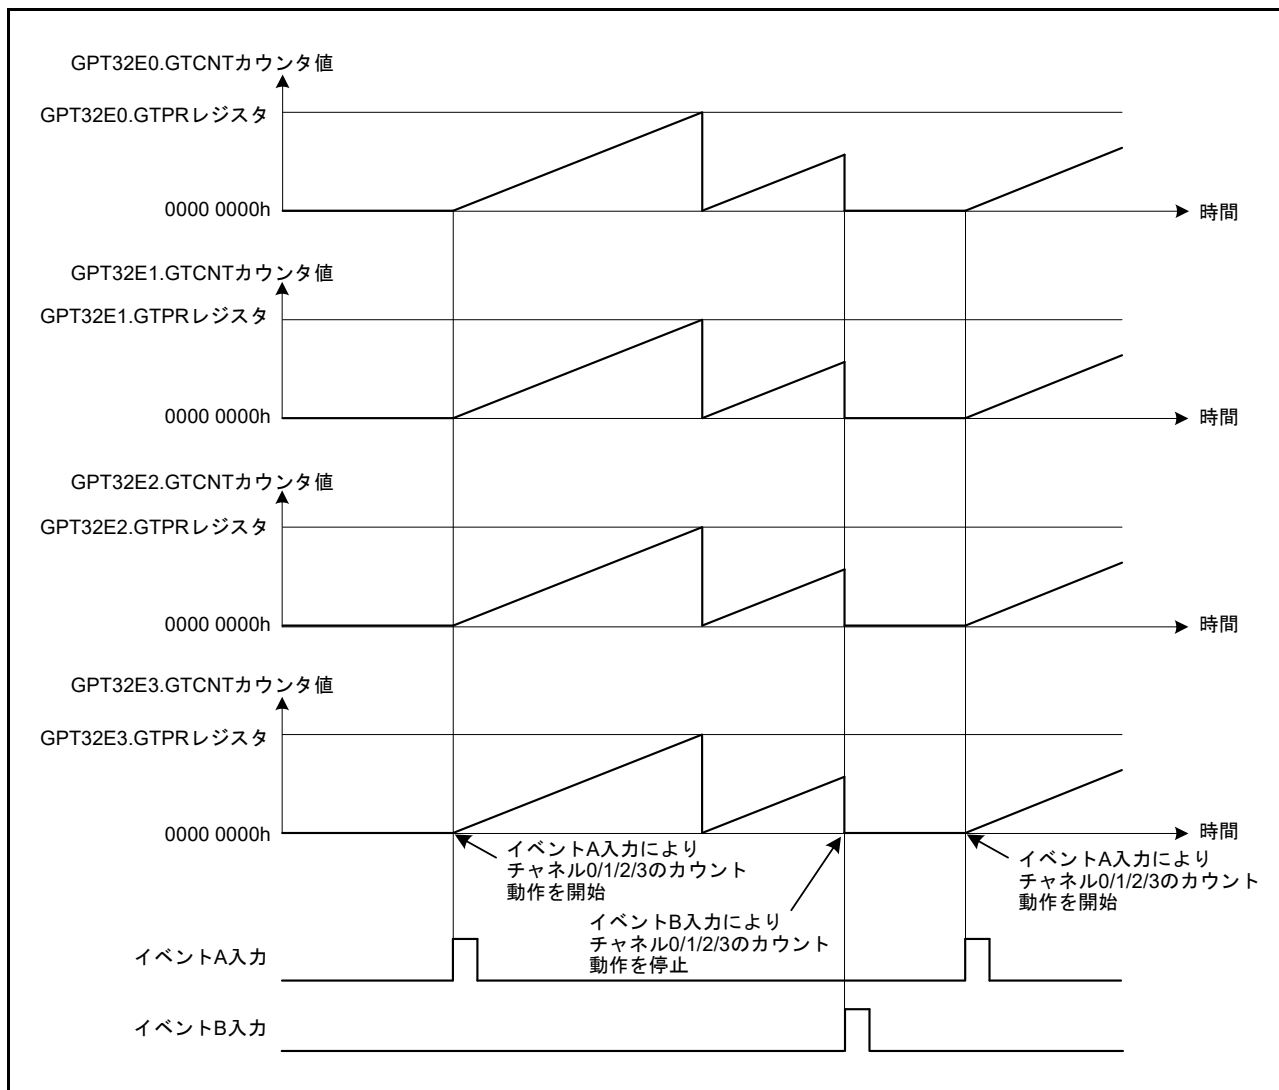 GPT32E0.GTCNTカウンタ値
GPT32E0.GTPRレジスタ
0000 0000h
時間
GPT32E1.GTCNTカウンタ値
GPT32E1.GTPRレジスタ
0000 0000h
時間
GPT32E2.GTCNTカウンタ値
GPT32E2.GTPRレジスタ
0000 0000h
時間
GPT32E3.GTCNTカウンタ値
GPT32E3.GTPRレジスタ
0000 0000h
時間
イベントA入力により
チャネル0/1/2/3のカウント
動作を開始
イベントB入力により
チャネル0/1/2/3のカウント
動作を停止
イベントA入力により
チャネル0/1/2/3のカウント
動作を開始
イベントA入力
イベントB入力